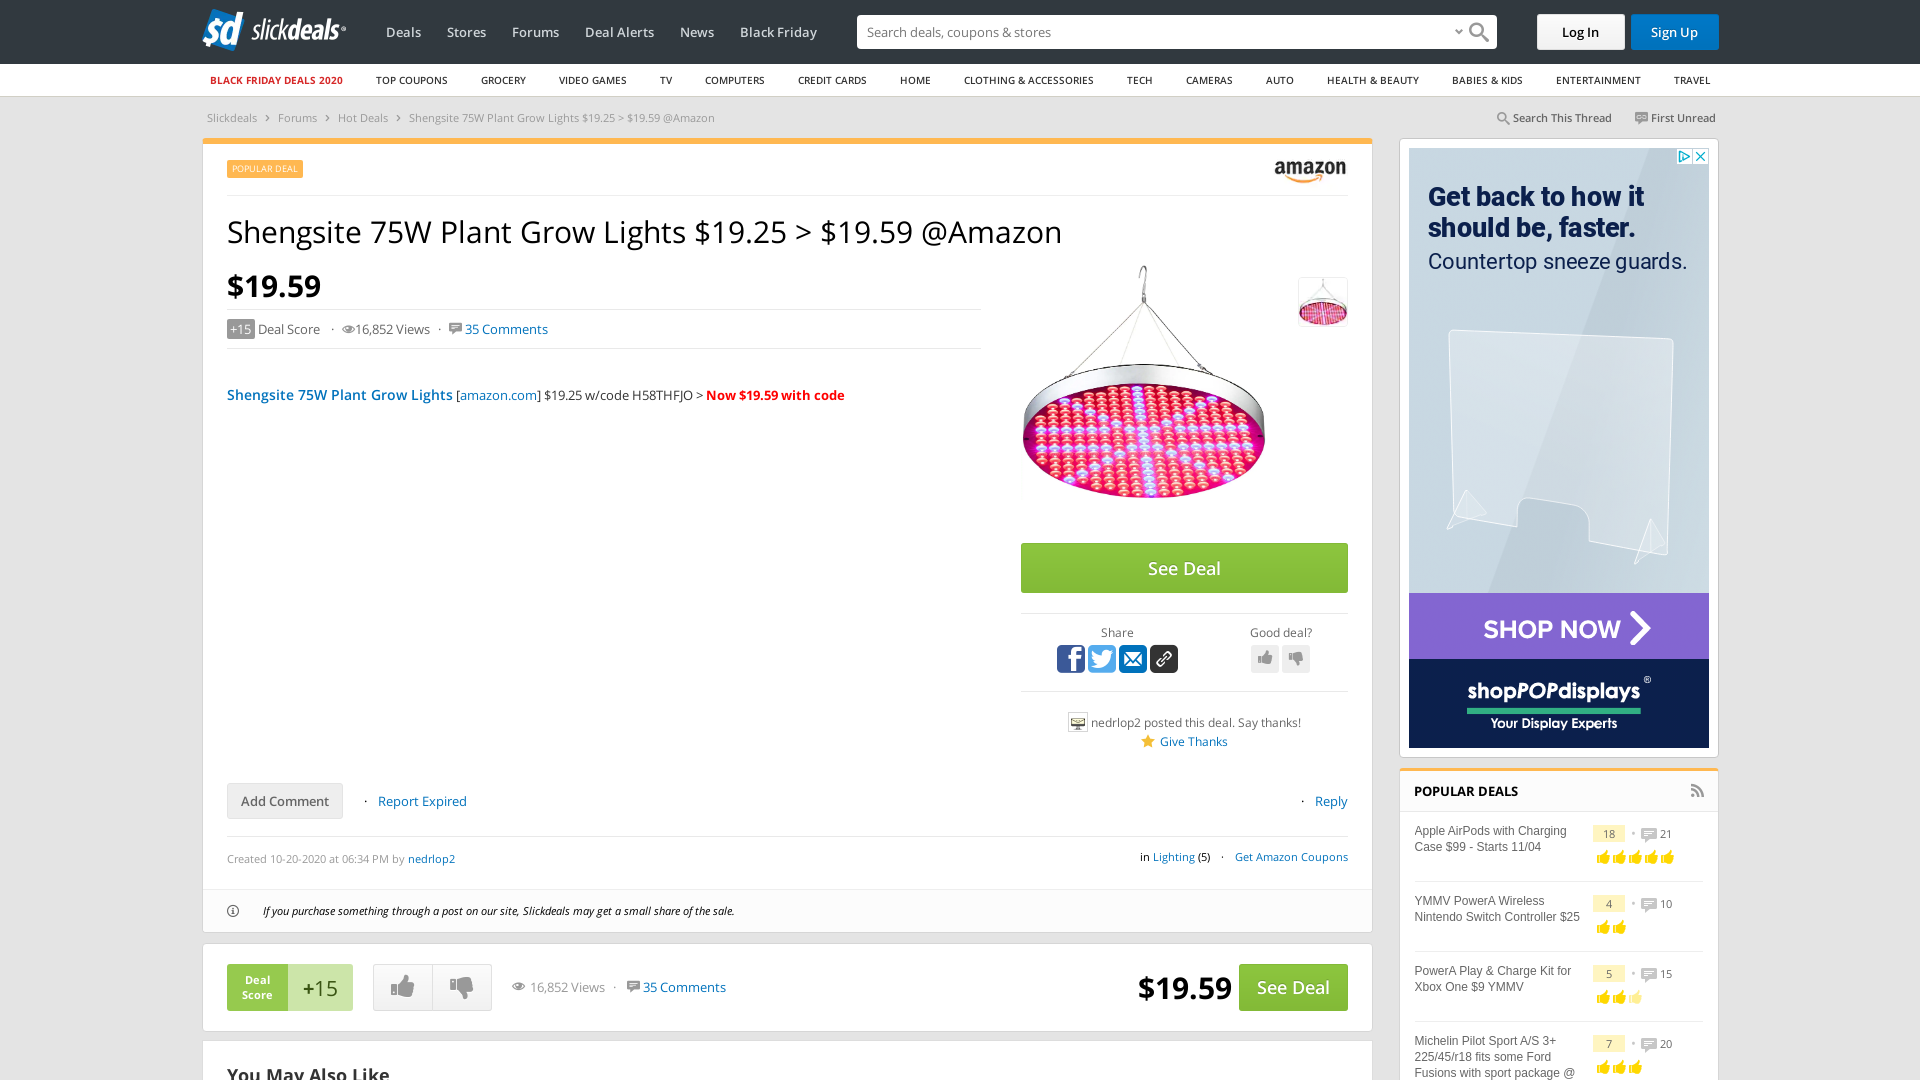 slickdeals
Deals
Stores
Forums
Deal Alerts
News
Black Friday
Search deals, coupons & stores
Log In
Sign Up
BLACK FRIDAY DEALS 2020
TOP COUPONS
GROCERY
VIDEO GAMES
TV
COMPUTERS
CREDIT CARDS
HOME
CLOTHING & ACCESSORIES
TECH
CAMERAS
AUTO
HEALTH & BEAUTY
BABIES & KIDS
ENTERTAINMENT
TRAVEL
Slickdeals > Forums > Hot Deals > Shengsite 75W Plant Grow Lights $19.25 > $19.59 @Amazon
Search This Thread
First Unread
POPULAR DEAL
amazon
Shengsite 75W Plant Grow Lights $19.25 > $19.59 @Amazon
$19.59
+15 Deal Score · 16,852 Views · 35 Comments
Shengsite 75W Plant Grow Lights [amazon.com] $19.25 w/code H58THFJO > Now $19.59 with code
See Deal
Share
Good deal?
nedrlop2 posted this deal. Say thanks!
Give Thanks
Add Comment
· Report Expired
· Reply
Created 10-20-2020 at 06:34 PM by nedrlop2
in Lighting (5) · Get Amazon Coupons
If you purchase something through a post on our site, Slickdeals may get a small share of the sale.
Deal
Score
+15
16,852 Views · 35 Comments
$19.59
See Deal
You May Also Like
Get back to how it
should be, faster.
Countertop sneeze guards.
SHOP NOW
shopPOPdisplays®
Your Display Experts
POPULAR DEALS
Apple AirPods with Charging
Case $99 - Starts 11/04
18 • 21
YMMV PowerA Wireless
Nintendo Switch Controller $25
4 • 10
PowerA Play & Charge Kit for
Xbox One $9 YMMV
5 • 15
Michelin Pilot Sport A/S 3+
225/45/r18 fits some Ford
Fusions with sport package @
7 • 20